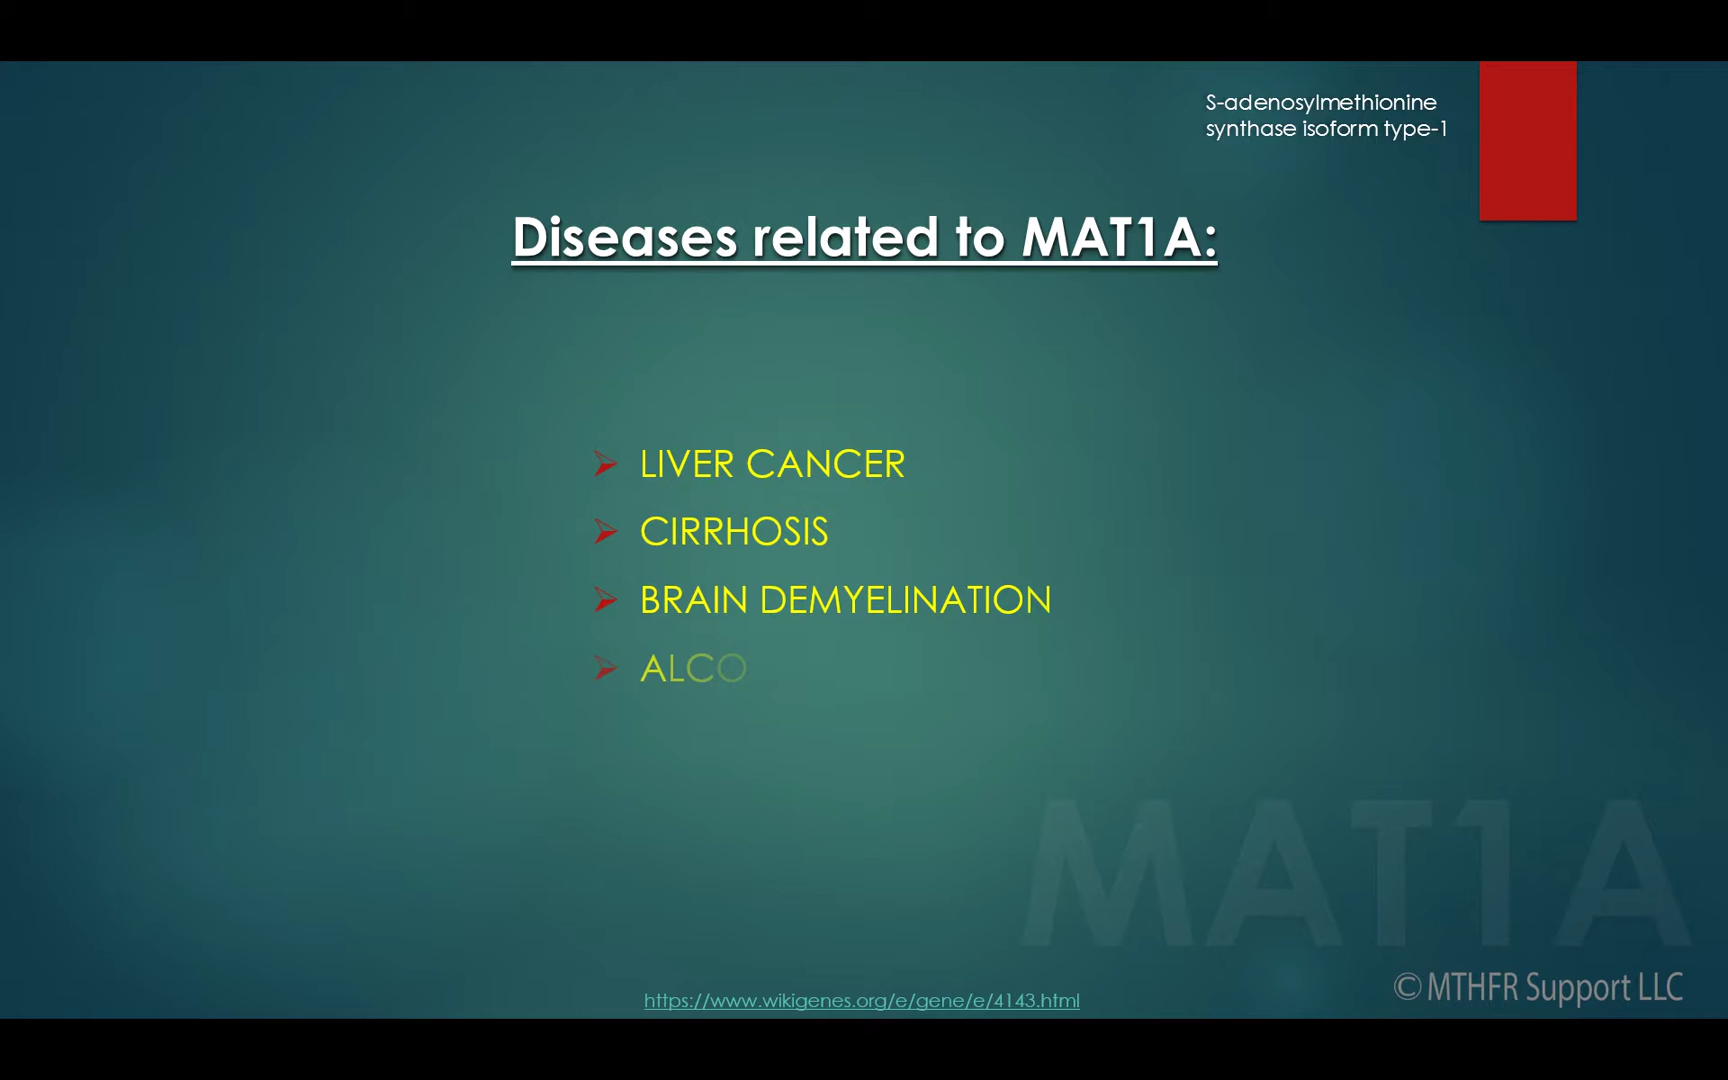 S-adenosylmethionine
synthase isoform type-1
Diseases related to MAT1A:
LIVER CANCER
CIRRHOSIS
BRAIN DEMYELINATION
ALCO
MAT1A
© MTHFR Support LLC
https://www.wikigenes.org/e/gene/e/4143.html